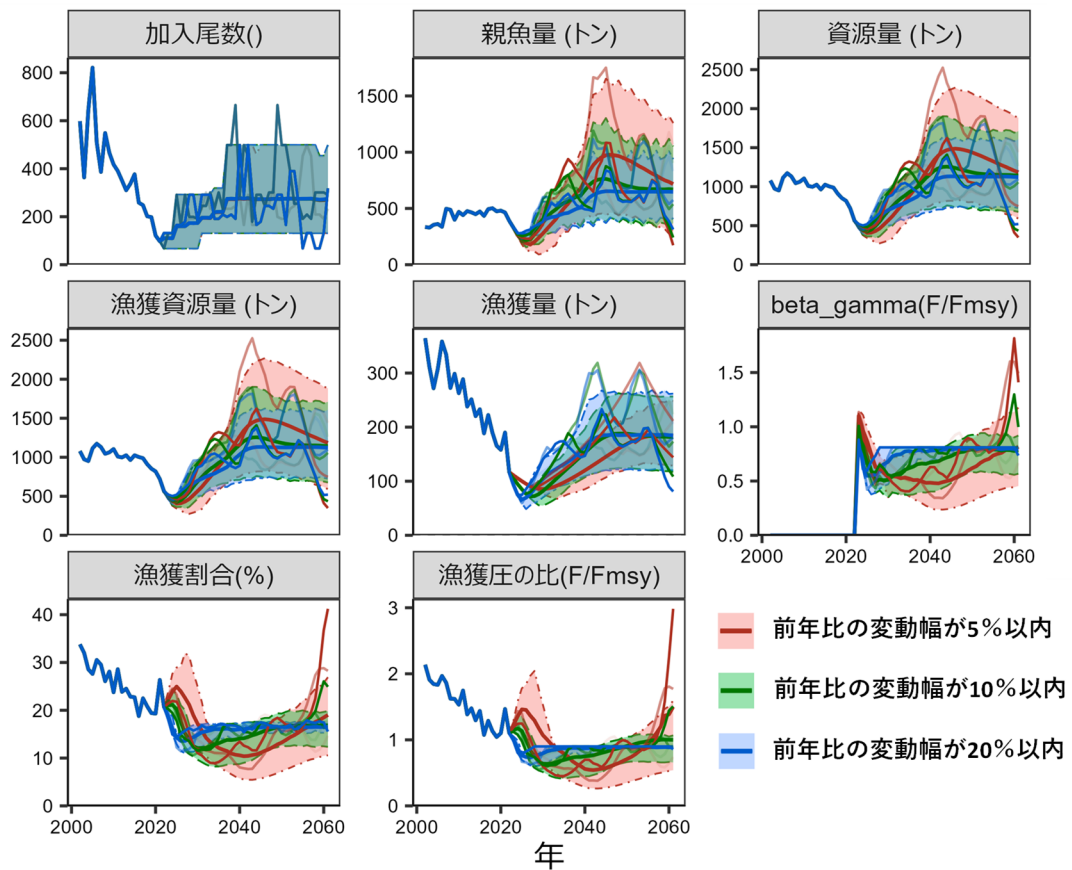 加入尾数()
親魚量 (トン)
資源量 (トン)
800
600
400
200
0
1500
1000
500
0
2500
2000
1500
1000
500
0
漁獲資源量 (トン)
漁獲量 (トン)
beta_gamma(F/Fmsy)
2500
2000
1500
1000
500
0
300
200
100
0
1.5
1.0
0.5
0.0
2000 2020 2040 2060
漁獲割合(%)
漁獲圧の比(F/Fmsy)
40
30
20
10
0
3
2
1
0
2000 2020 2040 2060
2000 2020 2040 2060
前年比の変動幅が5%以内
前年比の変動幅が10%以内
前年比の変動幅が20%以内
年